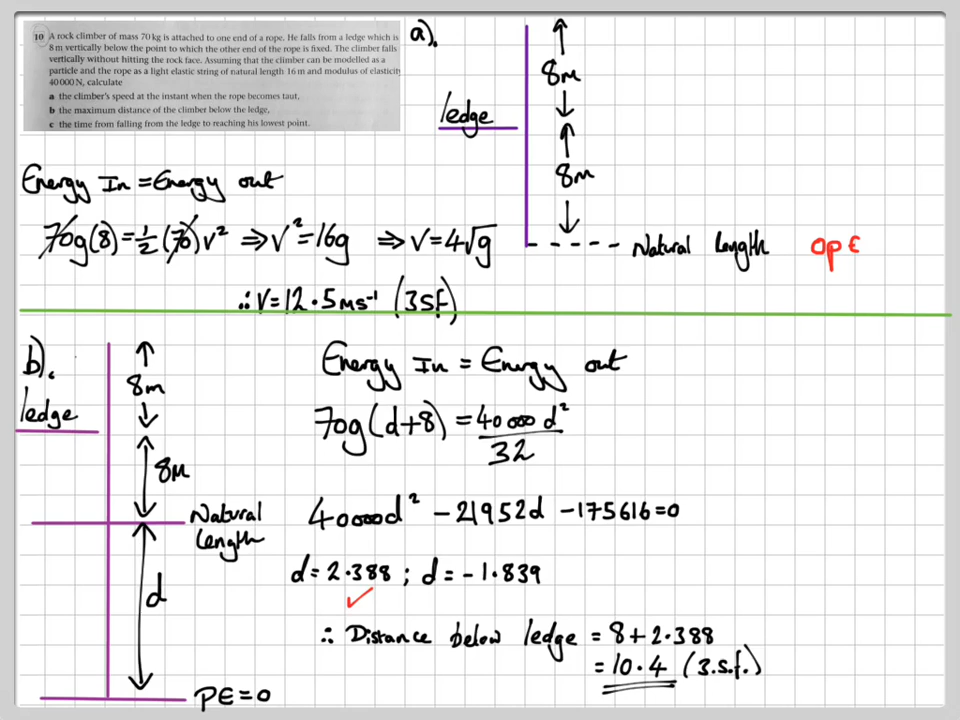 10 A rock climber of mass 70 kg is attached to one end of a rope. He falls from a ledge which is
8 m vertically below the point to which the other end of the rope is fixed. The climber falls
vertically without hitting the rock face. Assuming that the climber can be modelled as a
particle and the rope as a light elastic string of natural length 16 m and modulus of elasticity
40 000 N, calculate
a the climber's speed at the instant when the rope becomes taut,
b the maximum distance of the climber below the ledge,
c the time from falling from the ledge to reaching his lowest point.
a).
8m
ledge
8m
Natural Length OPE
Energy In = Energy out
70g(8) = 1/2 (70) v² ⇒ v² = 16g ⇒ v = 4√g
∴ v = 12.5ms⁻¹ (3sf)
b).
8m
ledge
8m
Natural
Length
d
PE = 0
Energy In = Energy out
70g(d+8) = 40000d²/32
40000d² - 21952d - 175616 = 0
d = 2.388 ; d = -1.839
✓
∴ Distance below ledge = 8 + 2.388
= 10.4 (3.s.f.)